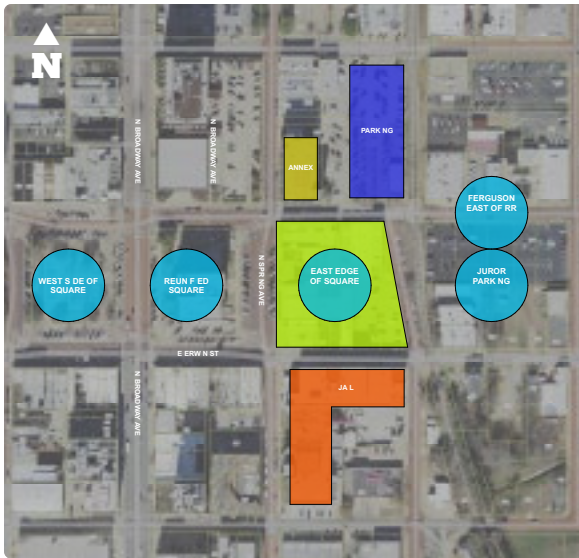 N
N BROADWAY AVE
N BROADWAY AVE
PARK NG
ANNEX
FERGUSON
EAST OF RR
WEST S DE OF
SQUARE
REUN F ED
SQUARE
N SPR NG AVE
EAST EDGE
OF SQUARE
JUROR
PARK NG
E ERW N ST
N BROADWAY AVE
JA L